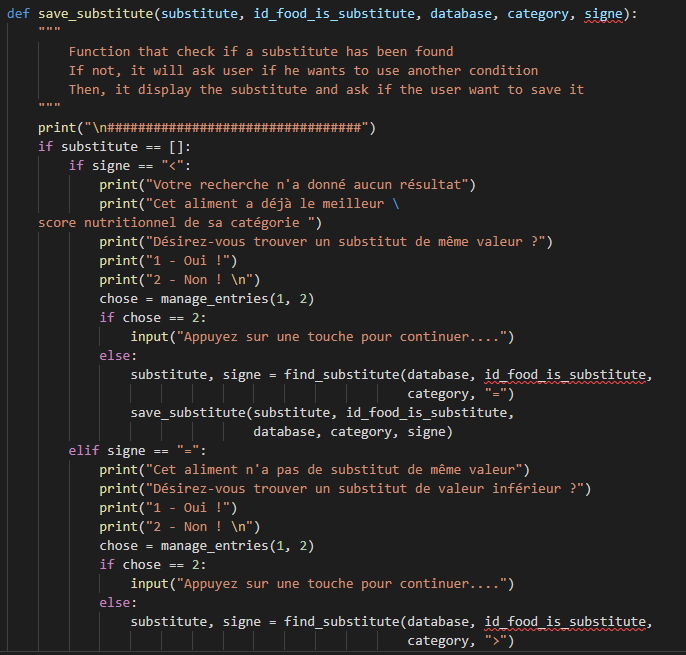 def save_substitute(substitute, id_food_is_substitute, database, category, signe):
    """
        Function that check if a substitute has been found
        If not, it will ask user if he wants to use another condition
        Then, it display the substitute and ask if the user want to save it
    """
    print("\n#################################")
    if substitute == []:
        if signe == "<":
            print("Votre recherche n'a donné aucun résultat")
            print("Cet aliment a déjà le meilleur \
    score nutritionnel de sa catégorie ")
            print("Désirez-vous trouver un substitut de même valeur ?")
            print("1 - Oui !")
            print("2 - Non ! \n")
            chose = manage_entries(1, 2)
            if chose == 2:
                input("Appuyez sur une touche pour continuer....")
            else:
                substitute, signe = find_substitute(database, id_food_is_substitute,
                                                    category, "=")
                save_substitute(substitute, id_food_is_substitute,
                                database, category, signe)
        elif signe == "=":
            print("Cet aliment n'a pas de substitut de même valeur")
            print("Désirez-vous trouver un substitut de valeur inférieur ?")
            print("1 - Oui !")
            print("2 - Non ! \n")
            chose = manage_entries(1, 2)
            if chose == 2:
                input("Appuyez sur une touche pour continuer....")
            else:
                substitute, signe = find_substitute(database, id_food_is_substitute,
                                                    category, ">")